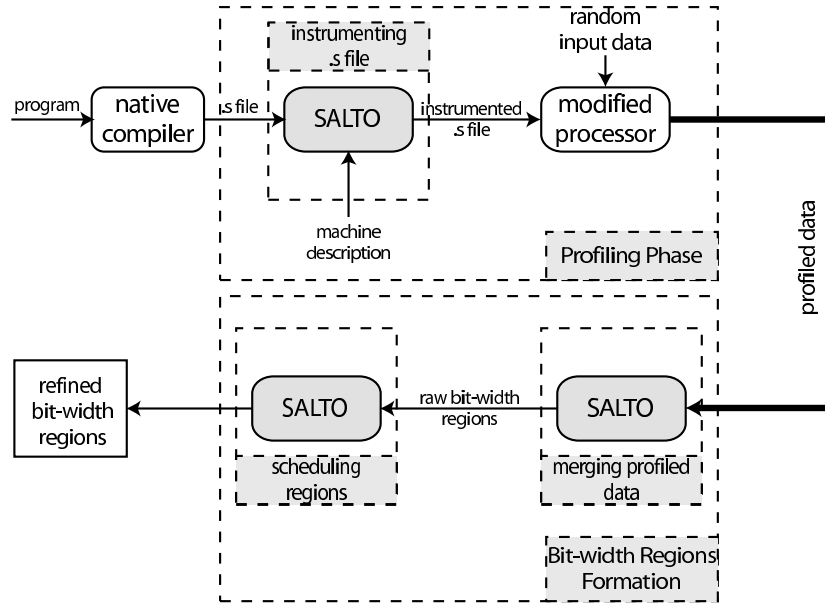 random
input data
instrumenting
.s file
program
native
compiler
.s file
SALTO
instrumented
.s file
modified
processor
machine
description
Profiling Phase
profiled data
refined
bit-width
regions
SALTO
raw bit-width
regions
SALTO
scheduling
regions
merging profiled
data
Bit-width Regions
Formation